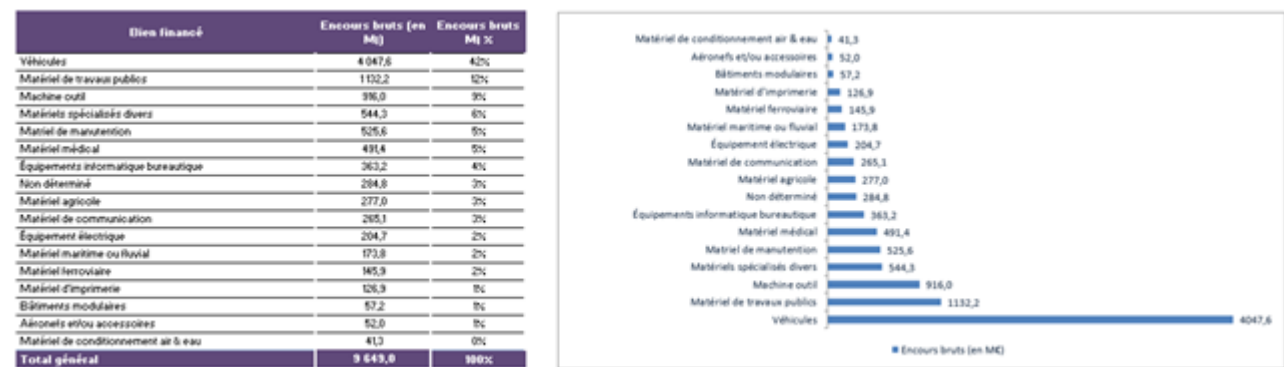 Bien financé Encours bruts (en M€) Encours bruts M€ %
Véhicules 4 047,6 42%
Matériel de travaux publics 1 132,2 12%
Machine outil 916,0 9%
Matériels spécialisés divers 544,3 6%
Matriel de manutention 525,6 5%
Matériel médical 491,4 5%
Équipements informatique bureautique 363,2 4%
Non déterminé 284,8 3%
Matériel agricole 277,0 3%
Matériel de communication 265,1 3%
Équipement électrique 204,7 2%
Matériel maritime ou fluvial 173,8 2%
Matériel ferroviaire 145,9 2%
Matériel d'imprimerie 126,9 1%
Bâtiments modulaires 57,2 1%
Aéronefs et/ou accessoires 52,0 1%
Matériel de conditionnement air & eau 41,3 0%
Total général 9 649,0 100%
Matériel de conditionnement air & eau 41,3
Aéronefs et/ou accessoires 52,0
Bâtiments modulaires 57,2
Matériel d'imprimerie 126,9
Matériel ferroviaire 145,9
Matériel maritime ou fluvial 173,8
Équipement électrique 204,7
Matériel de communication 265,1
Matériel agricole 277,0
Non déterminé 284,8
Équipements informatique bureautique 363,2
Matériel médical 491,4
Matriel de manutention 525,6
Matériels spécialisés divers 544,3
Machine outil 916,0
Matériel de travaux publics 1132,2
Véhicules 4047,6
Encours bruts (en M€)